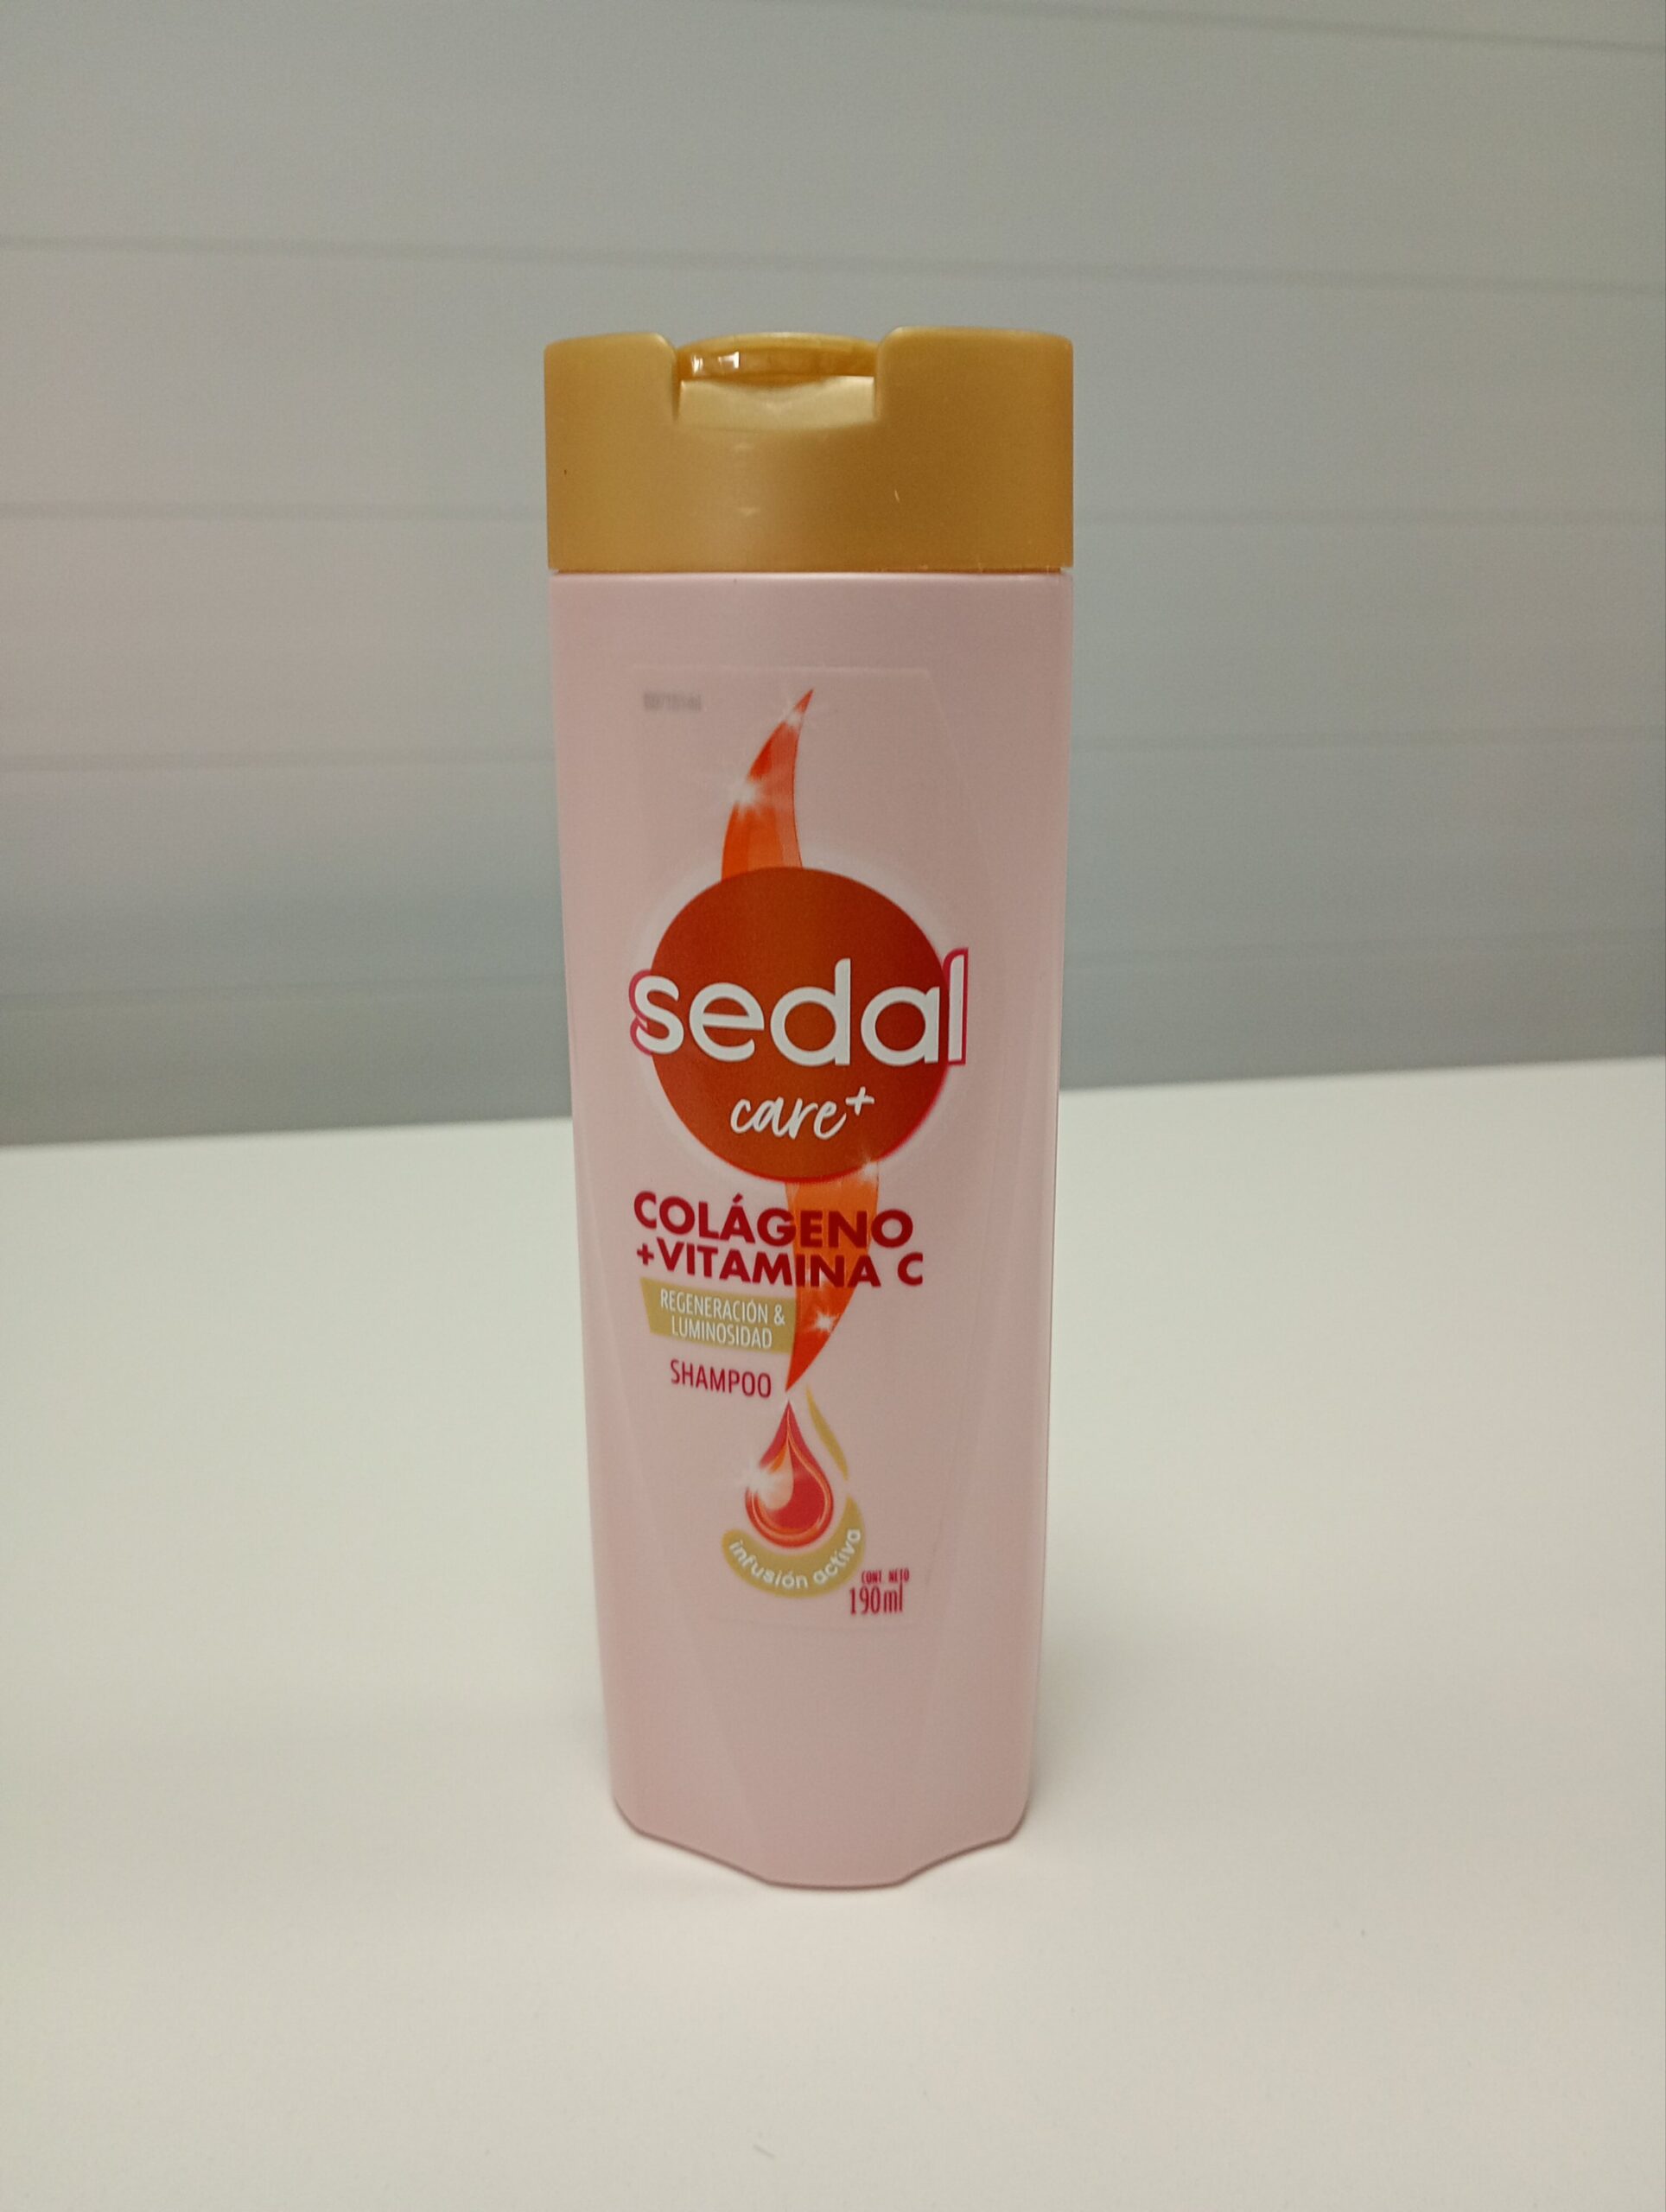 sedal
care+
COLÁGENO
+VITAMINA C
REGENERACIÓN &
LUMINOSIDAD
SHAMPOO
infusión activa
CONT. NETO
190ml